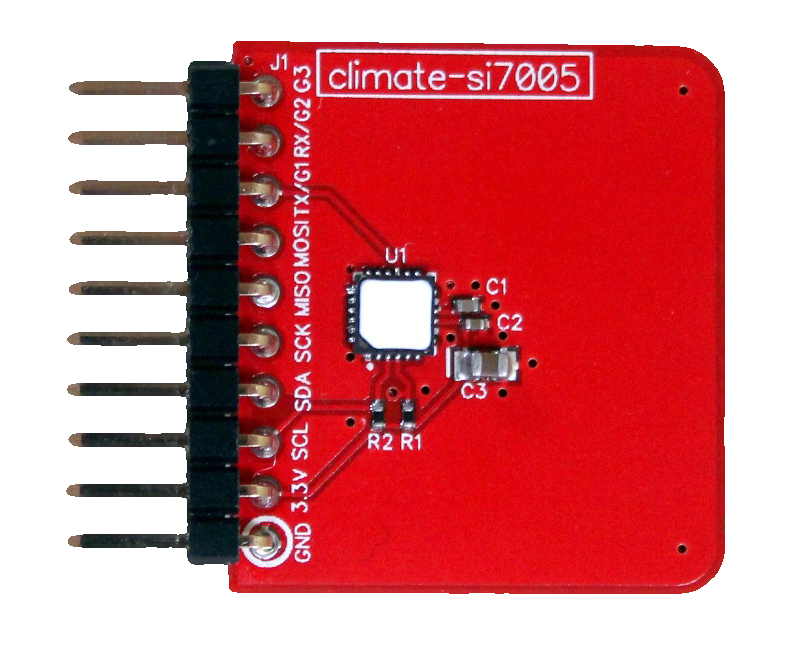 climate-si7005
J1
G3
RX/G2
TX/G1
MOSI
MISO
SCK
SDA
SCL
3.3V
GND
U1
C1
C2
C3
R2
R1